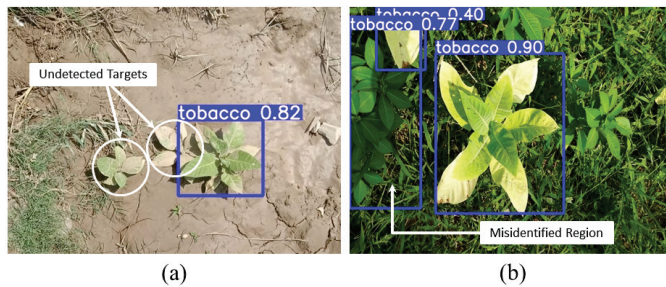 Undetected Targets
tobacco 0.82
tobacco 0.40
tobacco 0.77
tobacco 0.90
Misidentified Region
(a)
(b)